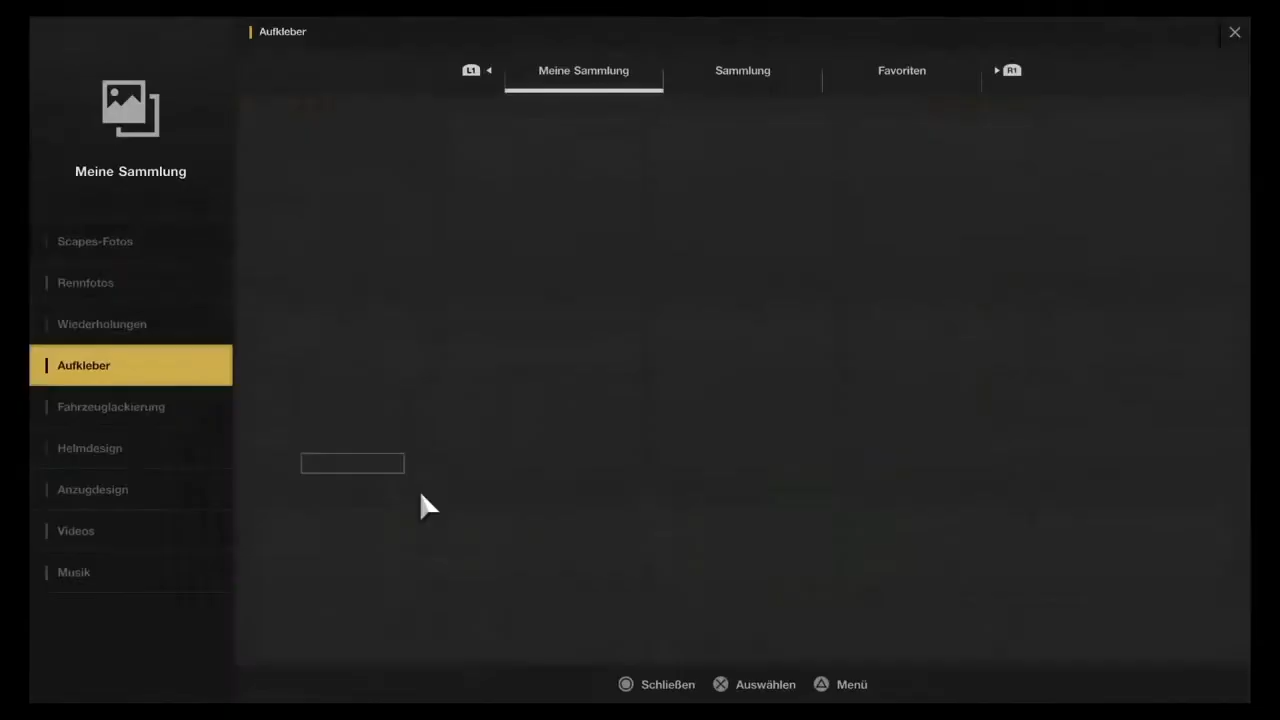 Aufkleber
L1
Meine Sammlung
Sammlung
Favoriten
R1
Meine Sammlung
Scapes-Fotos
Rennfotos
Wiederholungen
Aufkleber
Fahrzeuglackierung
Helmdesign
Anzugdesign
Videos
Musik
Schließen
Auswählen
Menü